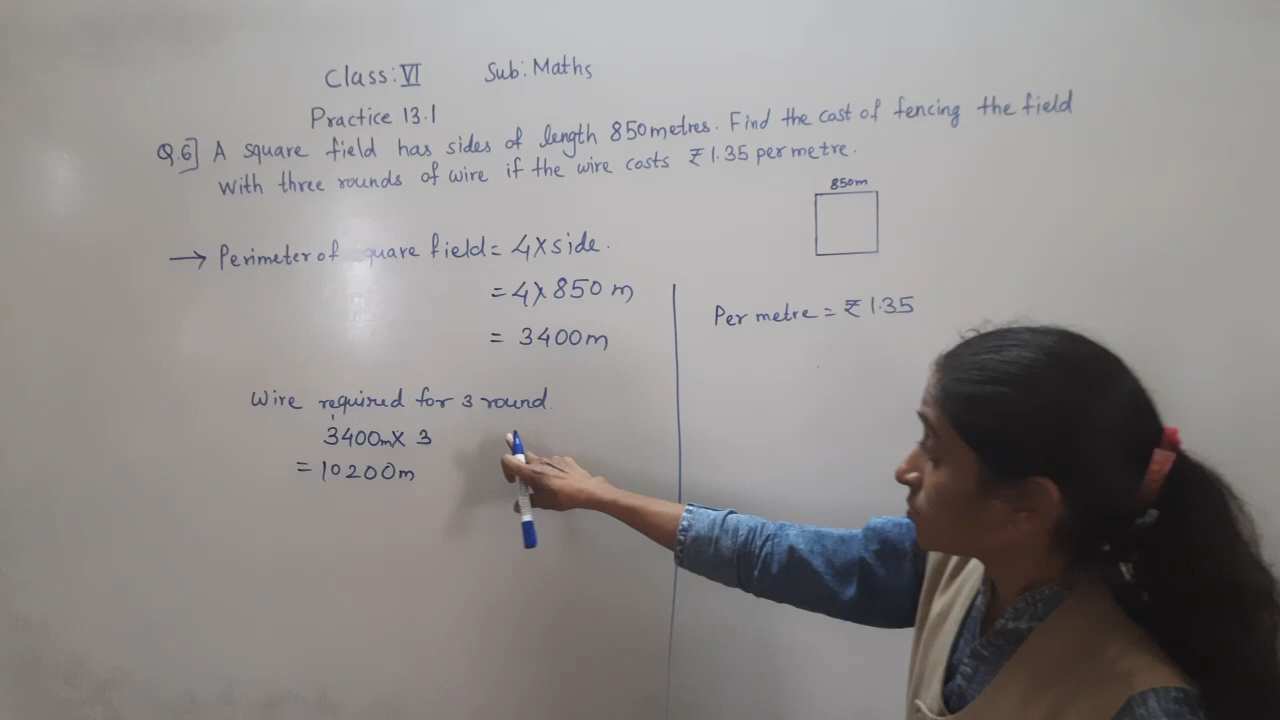 Class: VI Sub: Maths
Practice 13.1
Q.6] A square field has sides of length 850 metres. Find the cost of fencing the field
with three rounds of wire if the wire costs ₹1.35 per metre.
850m
→ Perimeter of quare field = 4×side.
= 4×850 m
= 3400m
Wire required for 3 round.
3400m× 3
= 10200m
Per metre = ₹ 1.35